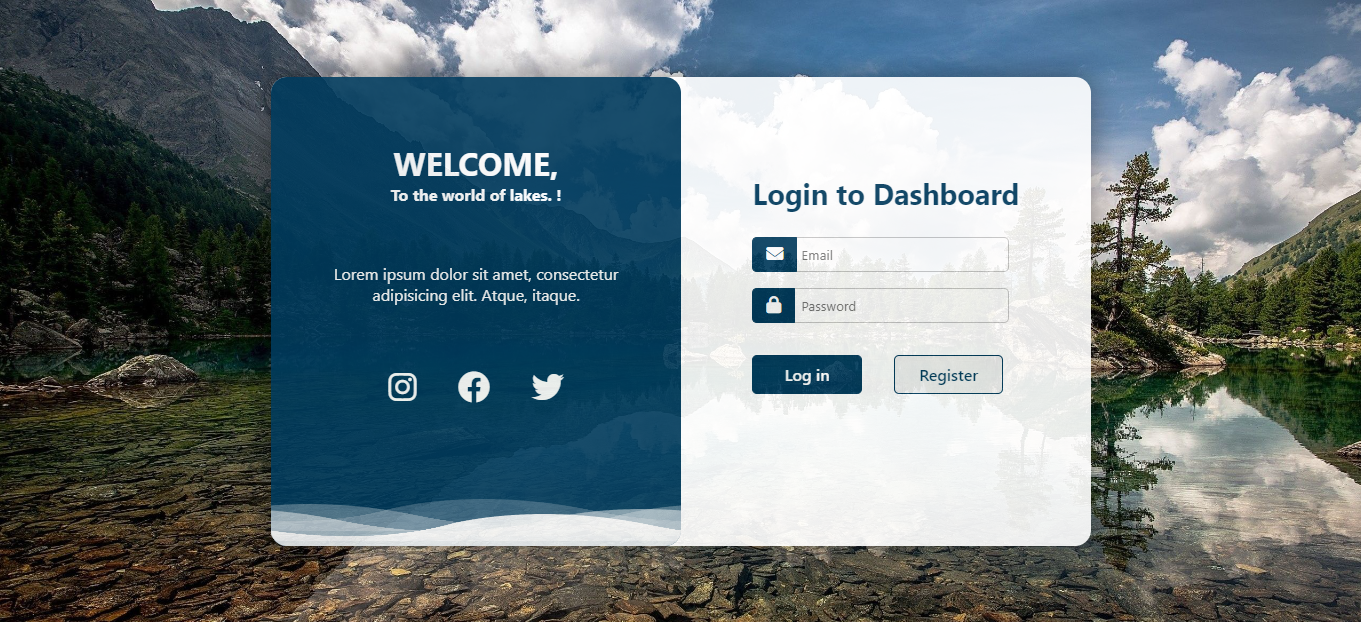 WELCOME,
To the world of lakes. !
Lorem ipsum dolor sit amet, consectetur
adipisicing elit. Atque, itaque.
Login to Dashboard
Email
Password
Log in
Register